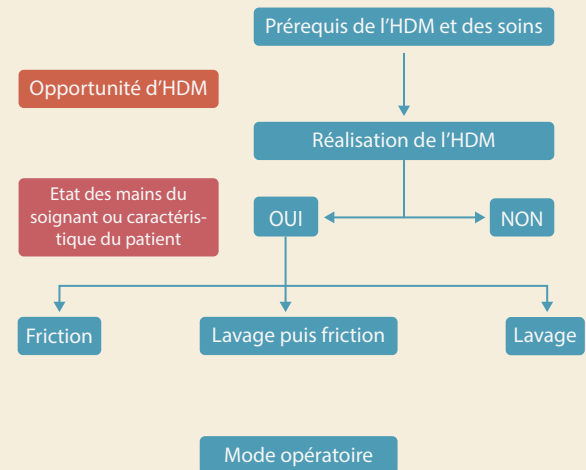 Prérequis de l’HDM et des soins
Opportunité d’HDM
Réalisation de l’HDM
Etat des mains du
soignant ou caractéris-
tique du patient
OUI
NON
Friction
Lavage puis friction
Lavage
Mode opératoire